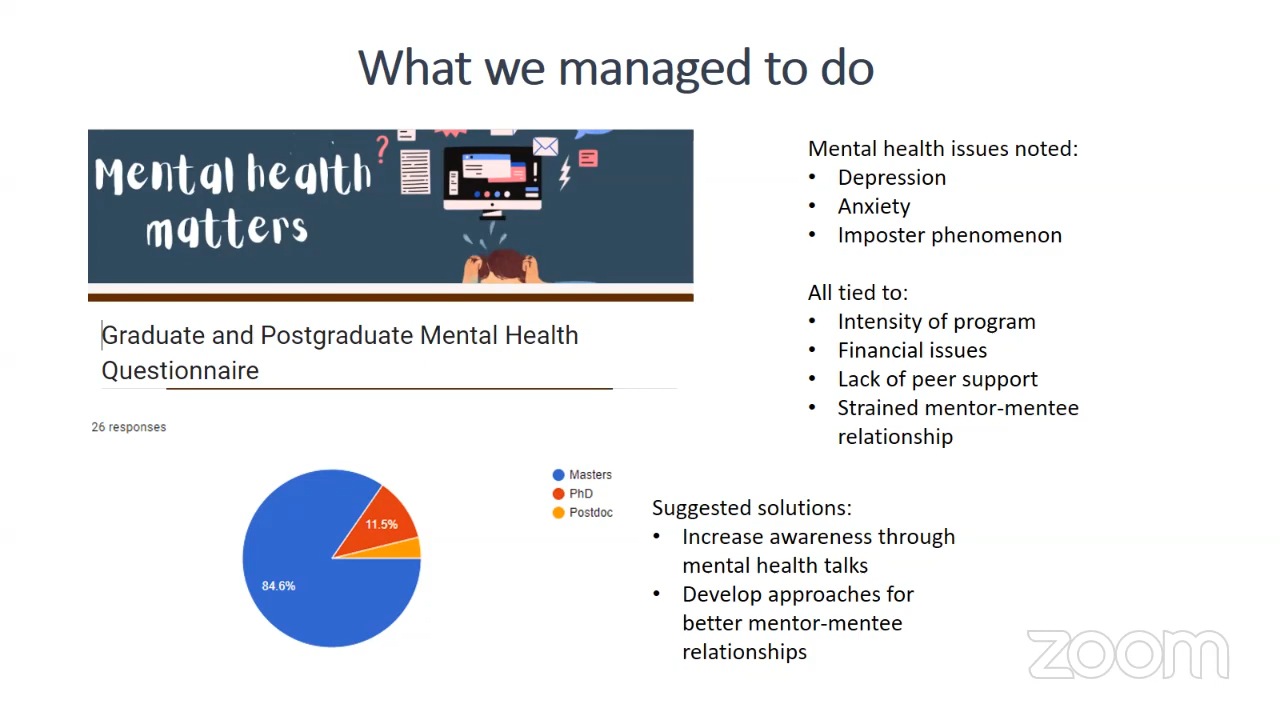 What we managed to do
Mental health
matters
Graduate and Postgraduate Mental Health
Questionnaire
26 responses
Masters
PhD
Postdoc
11.5%
84.6%
Mental health issues noted:
• Depression
• Anxiety
• Imposter phenomenon
All tied to:
• Intensity of program
• Financial issues
• Lack of peer support
• Strained mentor-mentee
relationship
Suggested solutions:
• Increase awareness through
mental health talks
• Develop approaches for
better mentor-mentee
relationships
zoom